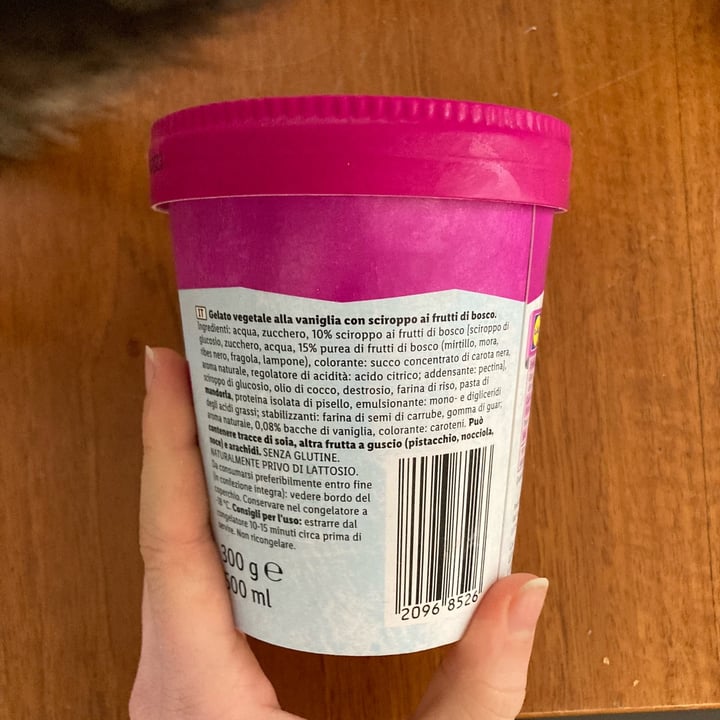 IT Gelato vegetale alla vaniglia con sciroppo ai frutti di bosco.
Ingredienti: acqua, zucchero, 10% sciroppo ai frutti di bosco [sciroppo di
glucosio, zucchero, acqua, 15% purea di frutti di bosco (mirtillo, mora,
ribes nero, fragola, lampone), colorante: succo concentrato di carota nera,
aroma naturale, regolatore di acidità: acido citrico; addensante: pectina],
sciroppo di glucosio, olio di cocco, destrosio, farina di riso, pasta di
mandorla, proteina isolata di pisello, emulsionante: mono- e digliceridi
degli acidi grassi; stabilizzanti: farina di semi di carrube, gomma di guar;
aroma naturale, 0,08% bacche di vaniglia, colorante: caroteni. Può
contenere tracce di soia, altra frutta a guscio (pistacchio, nocciola,
noce) e arachidi. SENZA GLUTINE.
NATURALMENTE PRIVO DI LATTOSIO.
Da consumarsi preferibilmente entro fine
(in confezione integra): vedere bordo del
coperchio. Conservare nel congelatore a
-18 °C. Consigli per l'uso: estrarre dal
congelatore 10-15 minuti circa prima di
servire. Non ricongelare.
300 g e
500 ml
2096 8526